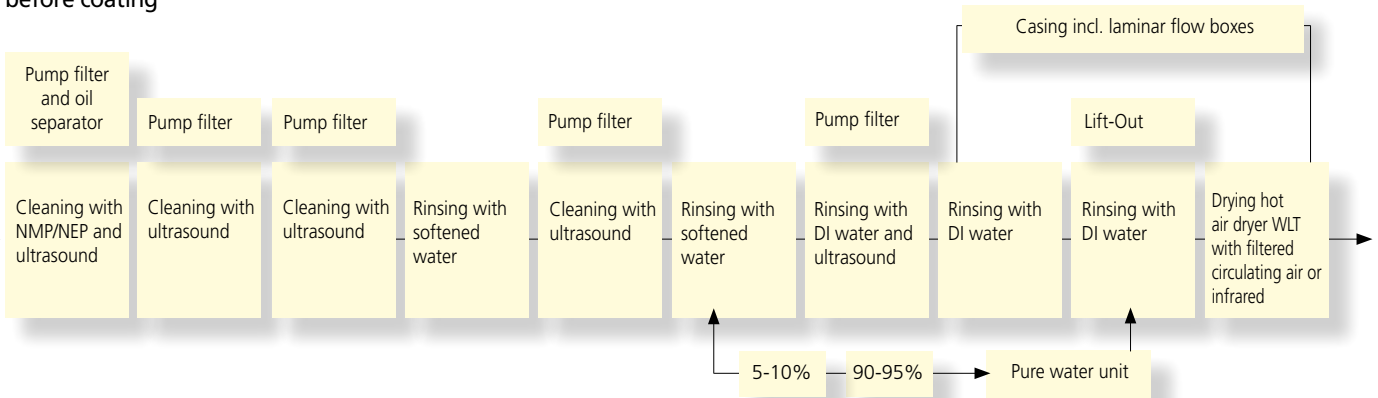 before coating
Casing incl. laminar flow boxes
Pump filter
and oil
separator
Pump filter
Pump filter
Pump filter
Pump filter
Lift-Out
Cleaning with
NMP/NEP and
ultrasound
Cleaning with
ultrasound
Cleaning with
ultrasound
Rinsing with
softened
water
Cleaning with
ultrasound
Rinsing with
softened
water
Rinsing with
DI water and
ultrasound
Rinsing with
DI water
Rinsing with
DI water
Drying hot
air dryer WLT
with filtered
circulating air or
infrared
5-10%
90-95%
Pure water unit